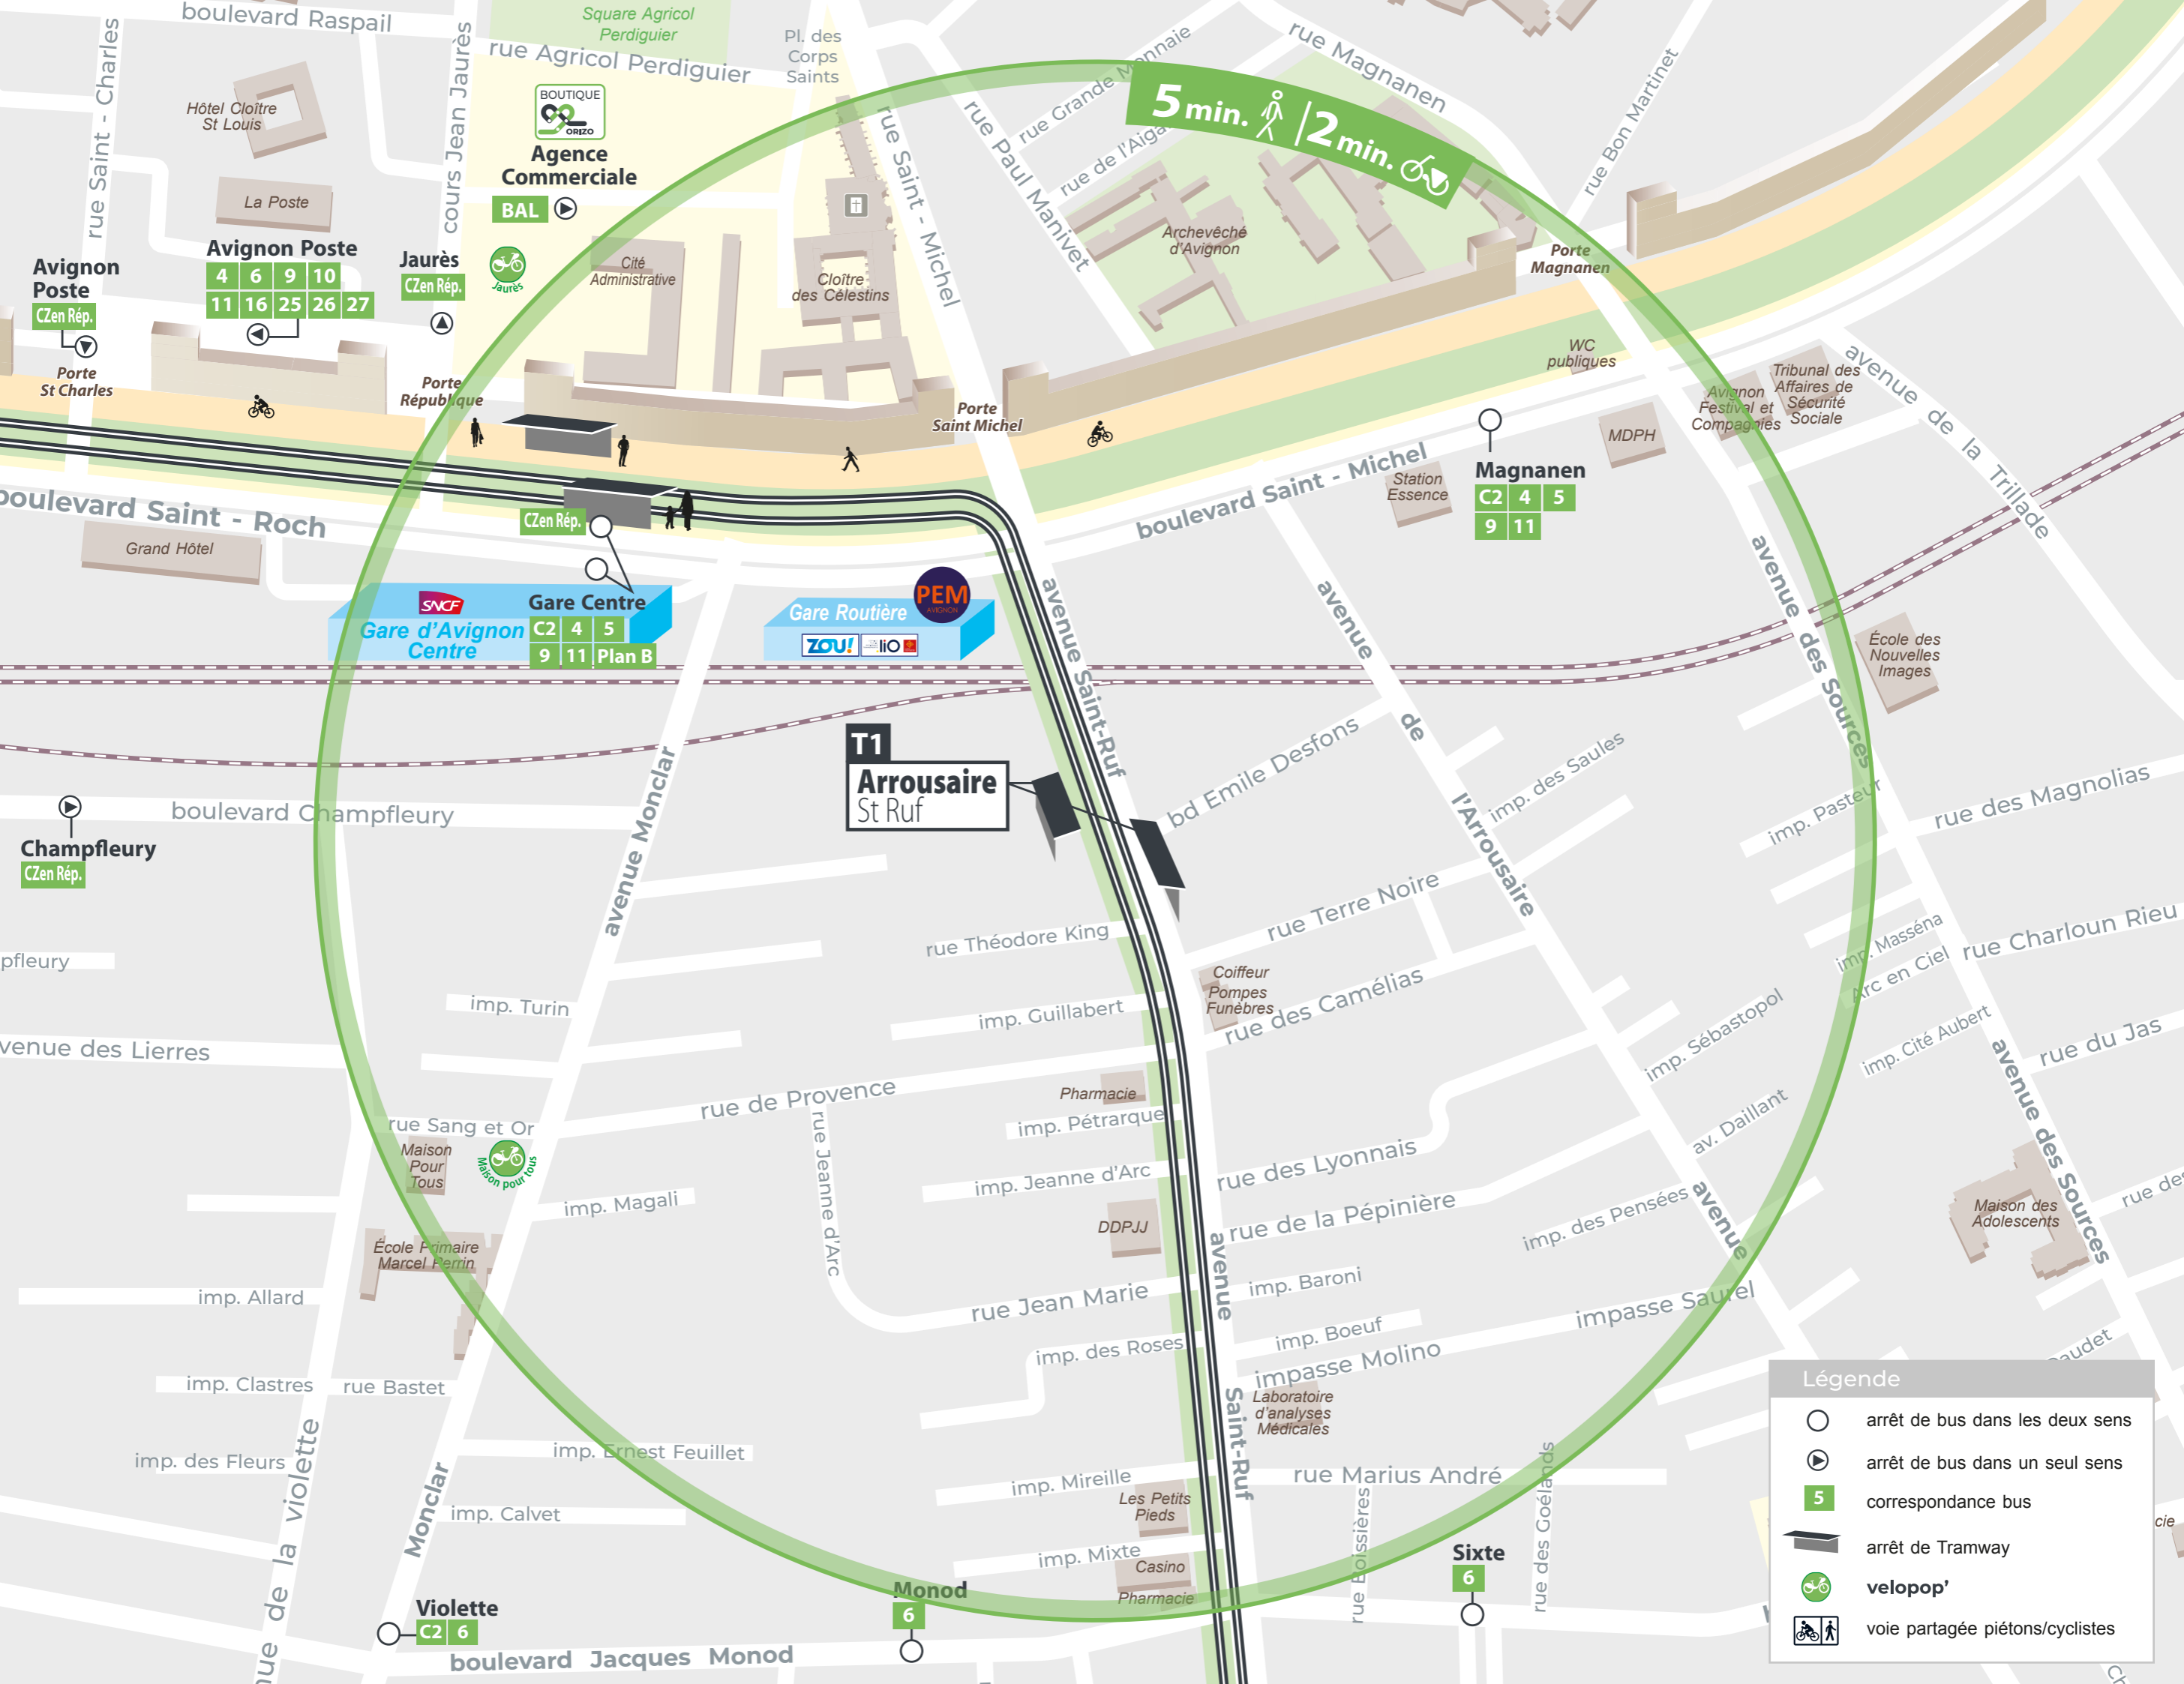 boulevard Raspail
rue Saint - Charles
cours Jean Jaurès
Square Agricol
Perdiguier
rue Agricol Perdiguier
Pl. des
Corps
Saints
Hôtel Cloître
St Louis
La Poste
BOUTIQUE
ORIZO
Agence
Commerciale
BAL
rue Saint - Michel
rue Paul Manivet
rue Grande Monnaie
rue de l'Aiga
rue Magnanen
rue Bon Martinet
5 min. / 2 min.
Archevêché
d'Avignon
Porte
Magnanen
Avignon
Poste
CZen Rép.
Porte
St Charles
Avignon Poste
4 6 9 10
11 16 25 26 27
Jaurès
CZen Rép.
Jaurès
Cité
Administrative
Cloître
des Célestins
Porte
République
Porte
Saint Michel
WC
publiques
Tribunal des
Affaires de
Sécurité
Sociale
Avignon
Festival et
Compagnies
MDPH
avenue de la Trillade
Station
Essence
Magnanen
C2 4 5
9 11
boulevard Saint - Michel
boulevard Saint - Roch
Grand Hôtel
CZen Rép.
SNCF
Gare d'Avignon
Centre
Gare Centre
C2 4 5
9 11 Plan B
Gare Routière
PEM
AVIGNON
ZOU!
liO
avenue Saint-Ruf
avenue de l'Arrousaire
avenue des Sources
École des
Nouvelles
Images
T1
Arrousaire
St Ruf
bd Emile Desfons
imp. des Saules
imp. Pasteur
rue des Magnolias
boulevard Champfleury
Champfleury
CZen Rép.
avenue Monclar
pfleury
rue Théodore King
rue Terre Noire
imp. Masséna
Arc en Ciel
rue Charloun Rieu
Coiffeur
Pompes
Funèbres
rue des Camélias
imp. Turin
imp. Guillabert
imp. Sébastopol
imp. Cité Aubert
rue du Jas
venue des Lierres
rue de Provence
Pharmacie
imp. Pétrarque
rue Sang et Or
Maison
Pour
Tous
Maison pour tous
rue Jeanne d'Arc
imp. Jeanne d'Arc
rue des Lyonnais
av. Daillant
avenue des Sources
Maison des
Adolescents
rue des
imp. Magali
DDPJJ
rue de la Pépinière
imp. des Pensées
avenue
École Primaire
Marcel Perrin
imp. Allard
rue Jean Marie
avenue Saint-Ruf
imp. Baroni
imp. Boeuf
impasse Saurel
imp. des Roses
impasse Molino
audet
imp. Clastres
rue Bastet
Laboratoire
d'analyses
Médicales
imp. des Fleurs
imp. Ernest Feuillet
imp. Mireille
rue Marius André
Les Petits
Pieds
imp. Calvet
Monclar
nue de la violette
imp. Mixte
Casino
Pharmacie
rue Boissières
rue des Goélands
Sixte
6
Violette
C2 6
Monod
6
boulevard Jacques Monod
cie
Ch
Légende
arrêt de bus dans les deux sens
arrêt de bus dans un seul sens
5
correspondance bus
arrêt de Tramway
velopop'
voie partagée piétons/cyclistes